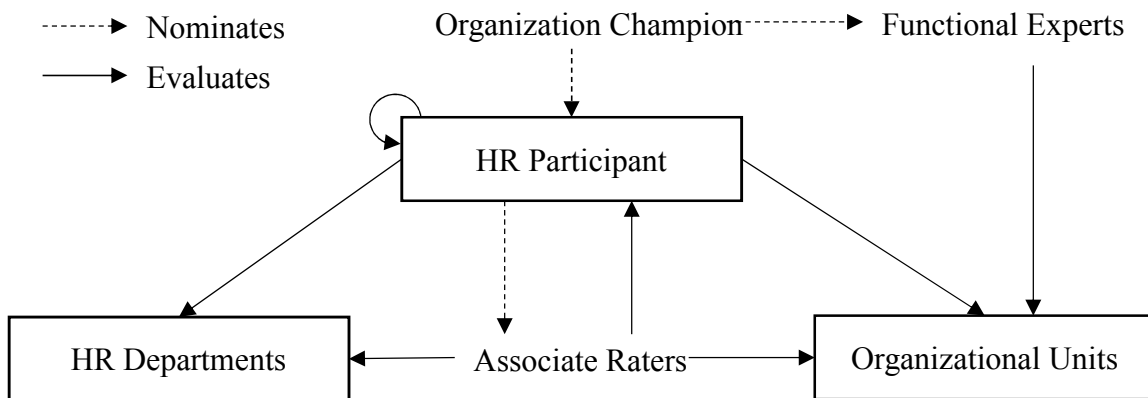 Nominates
Organization Champion
Functional Experts
Evaluates
HR Participant
HR Departments
Associate Raters
Organizational Units